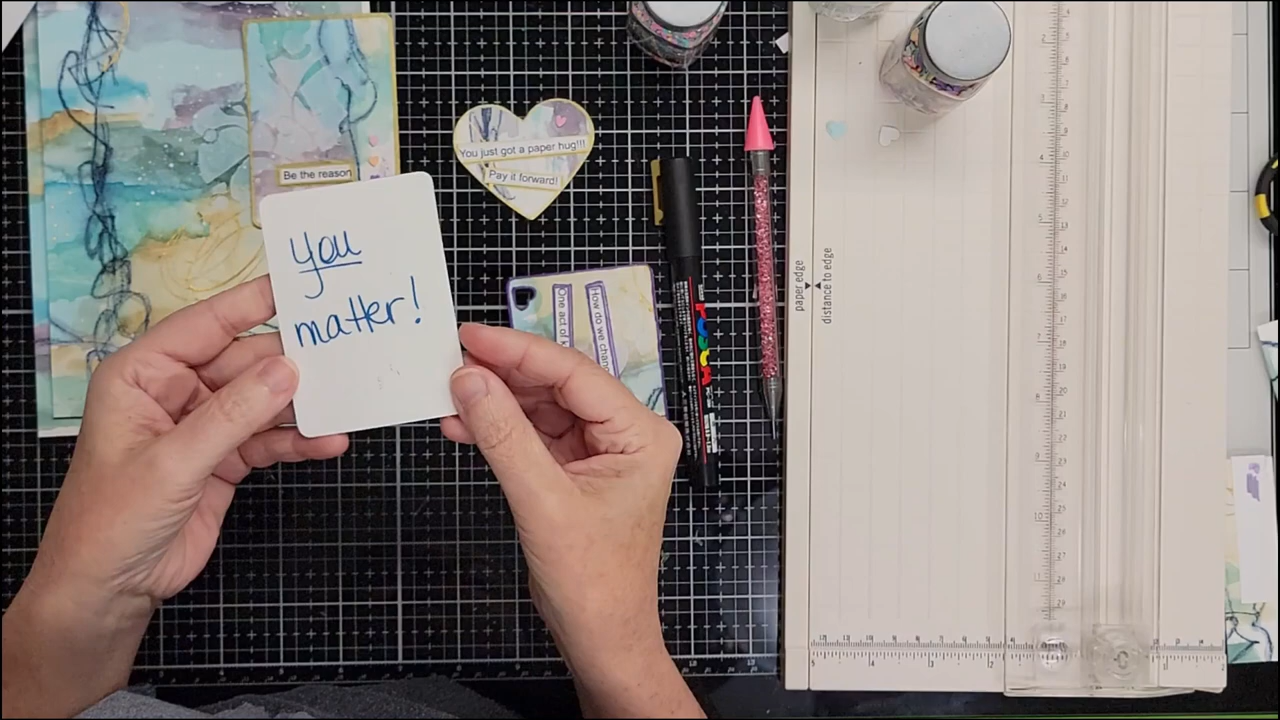 Be the reason
You just got a paper hug!!!
Pay it forward!
you
matter!
How do we chan
One act of
POSCA
paper edge
distance to edge